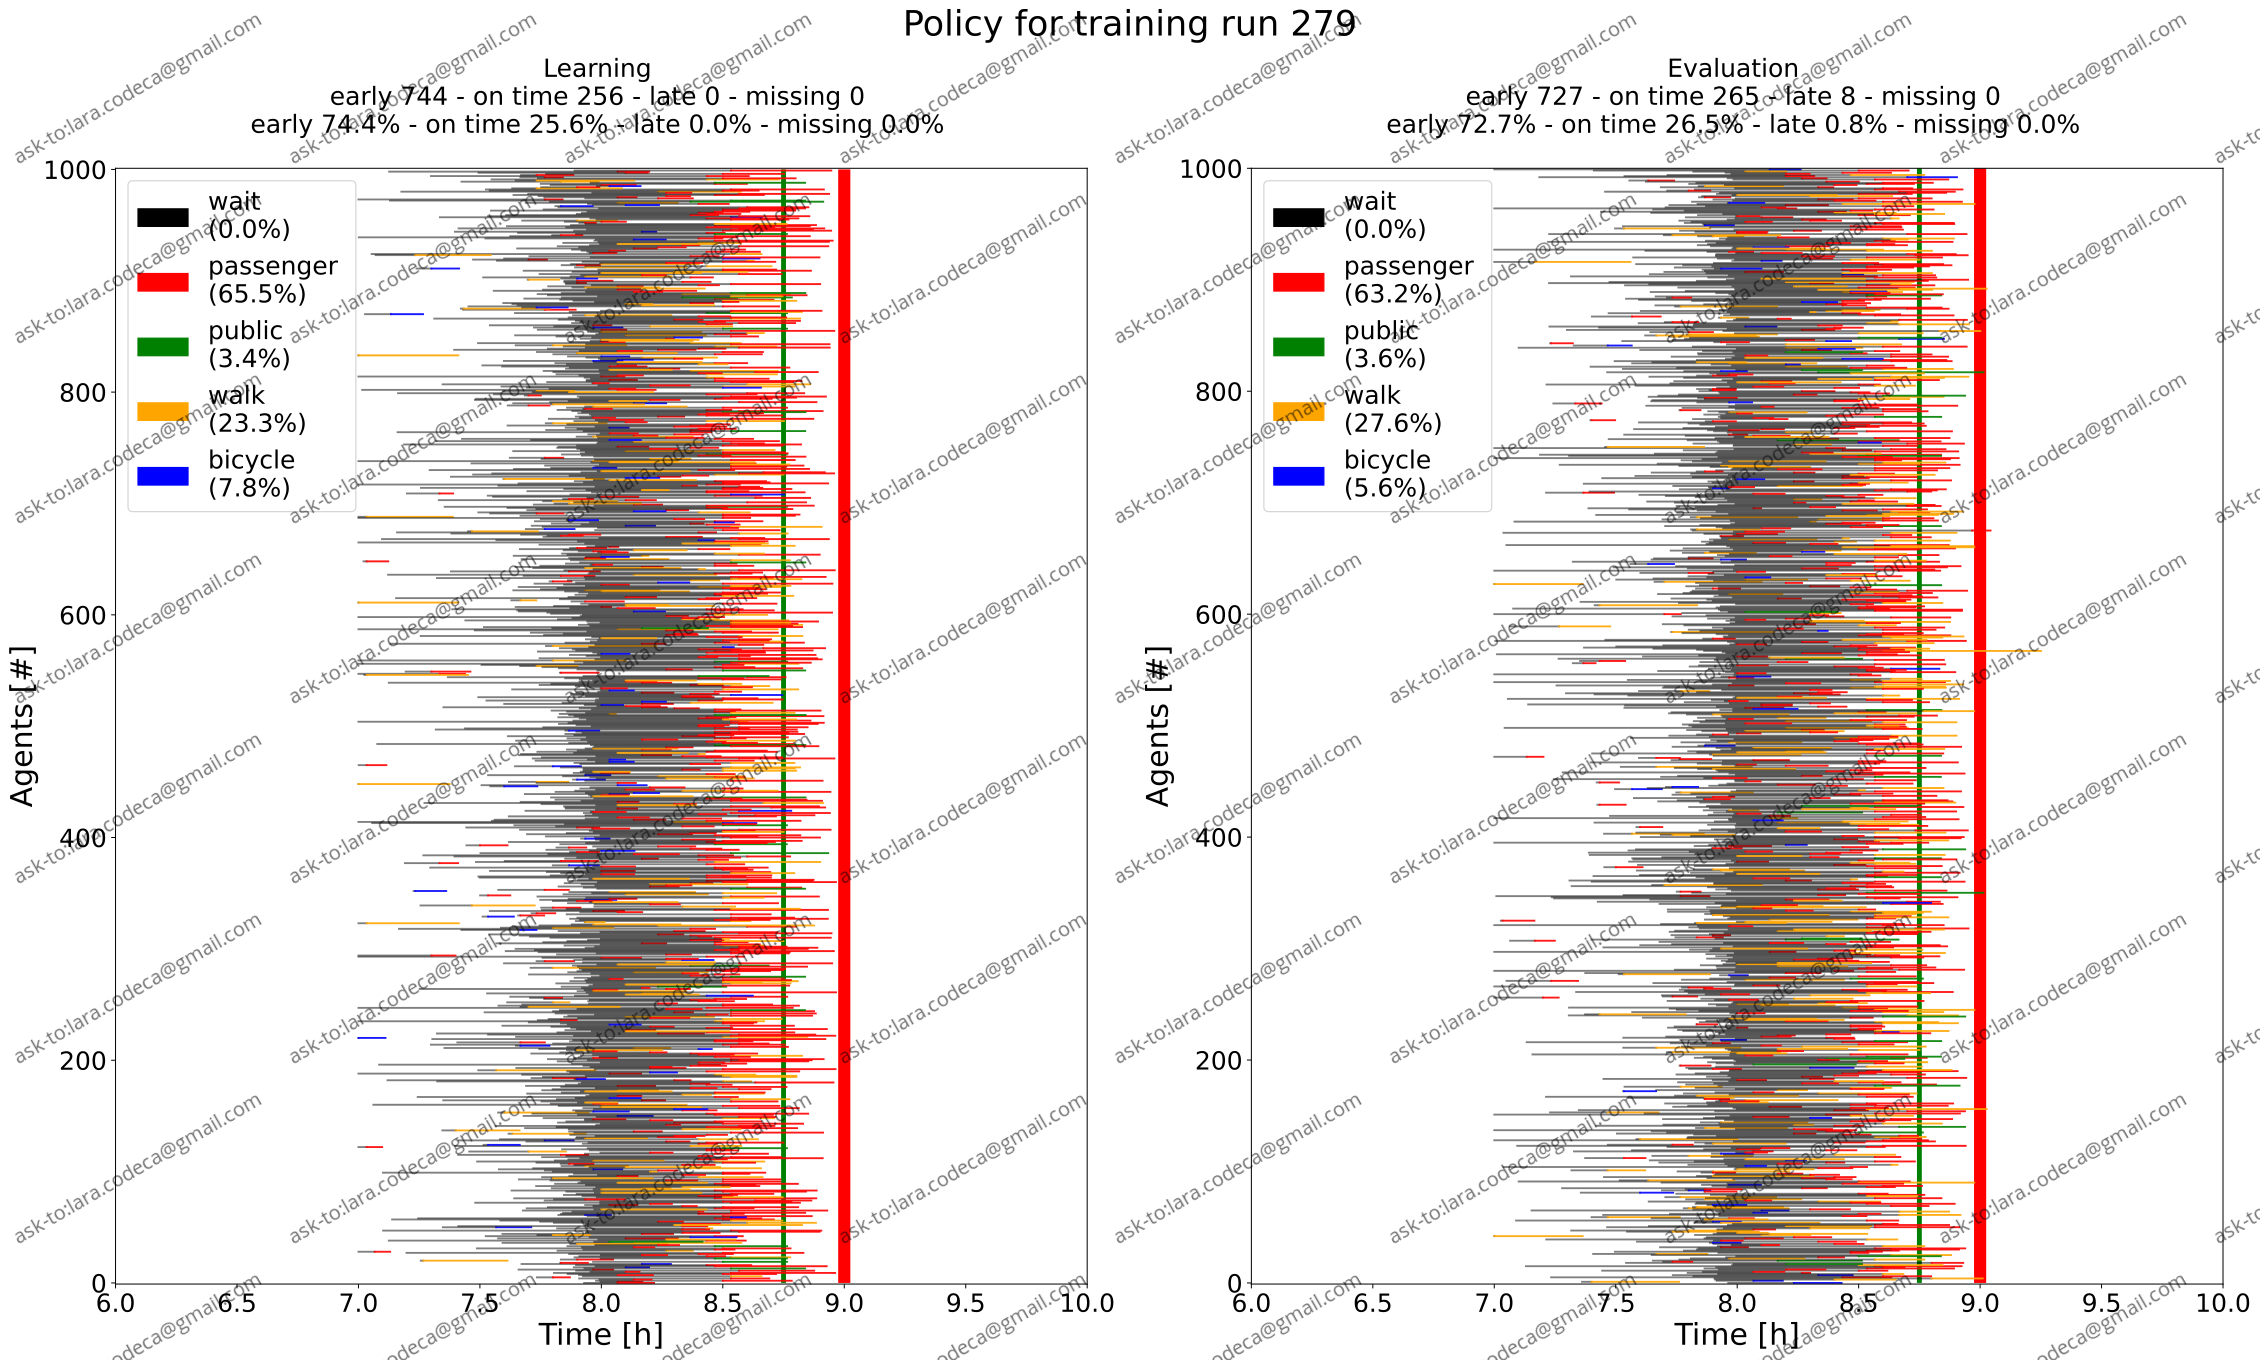 Policy for training run 279
Learning
early 744 - on time 256 - late 0 - missing 0
early 74.4% - on time 25.6% - late 0.0% - missing 0.0%
wait
(0.0%)
passenger
(65.5%)
public
(3.4%)
walk
(23.3%)
bicycle
(7.8%)
Agents [#]
1000
800
600
400
200
0
6.0 6.5 7.0 7.5 8.0 8.5 9.0 9.5 10.0
Time [h]
Evaluation
early 727 - on time 265 - late 8 - missing 0
early 72.7% - on time 26.5% - late 0.8% - missing 0.0%
wait
(0.0%)
passenger
(63.2%)
public
(3.6%)
walk
(27.6%)
bicycle
(5.6%)
Agents [#]
1000
800
600
400
200
0
6.0 6.5 7.0 7.5 8.0 8.5 9.0 9.5 10.0
Time [h]
ask-to:lara.codeca@gmail.com